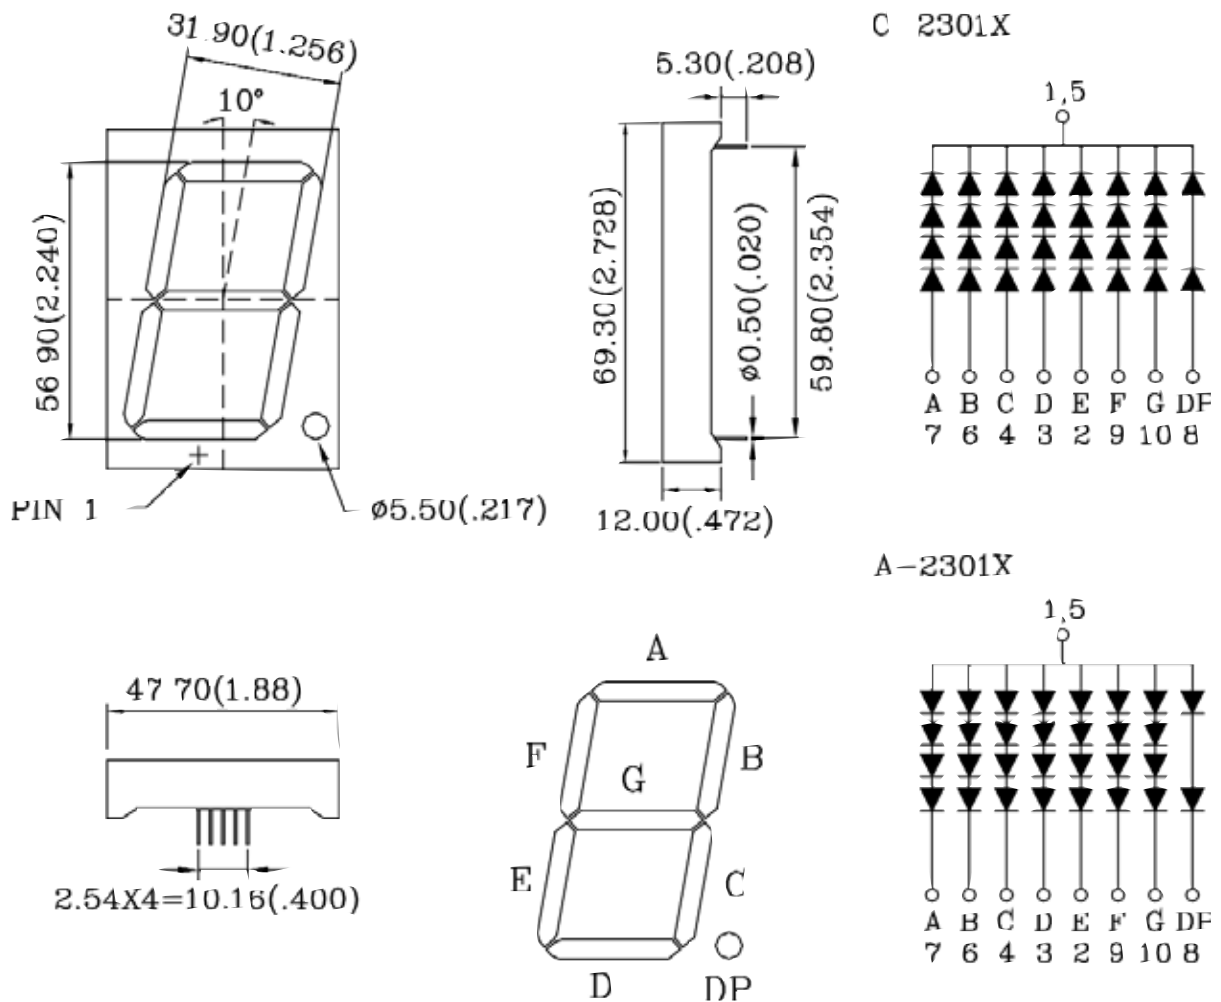 31.90(1.256)
10°
56 90(2.240)
PIN 1
ø5.50(.217)
5.30(.208)
69.30(2.728)
ø0.50(.020)
59.80(2.354)
12.00(.472)
C 2301X
1,5
A B C D E F G DP
7 6 4 3 2 9 10 8
47 70(1.88)
2.54X4=10.16(.400)
A
F
B
G
E
C
D
DP
A-2301X
1,5
A B C D E F G DP
7 6 4 3 2 9 10 8